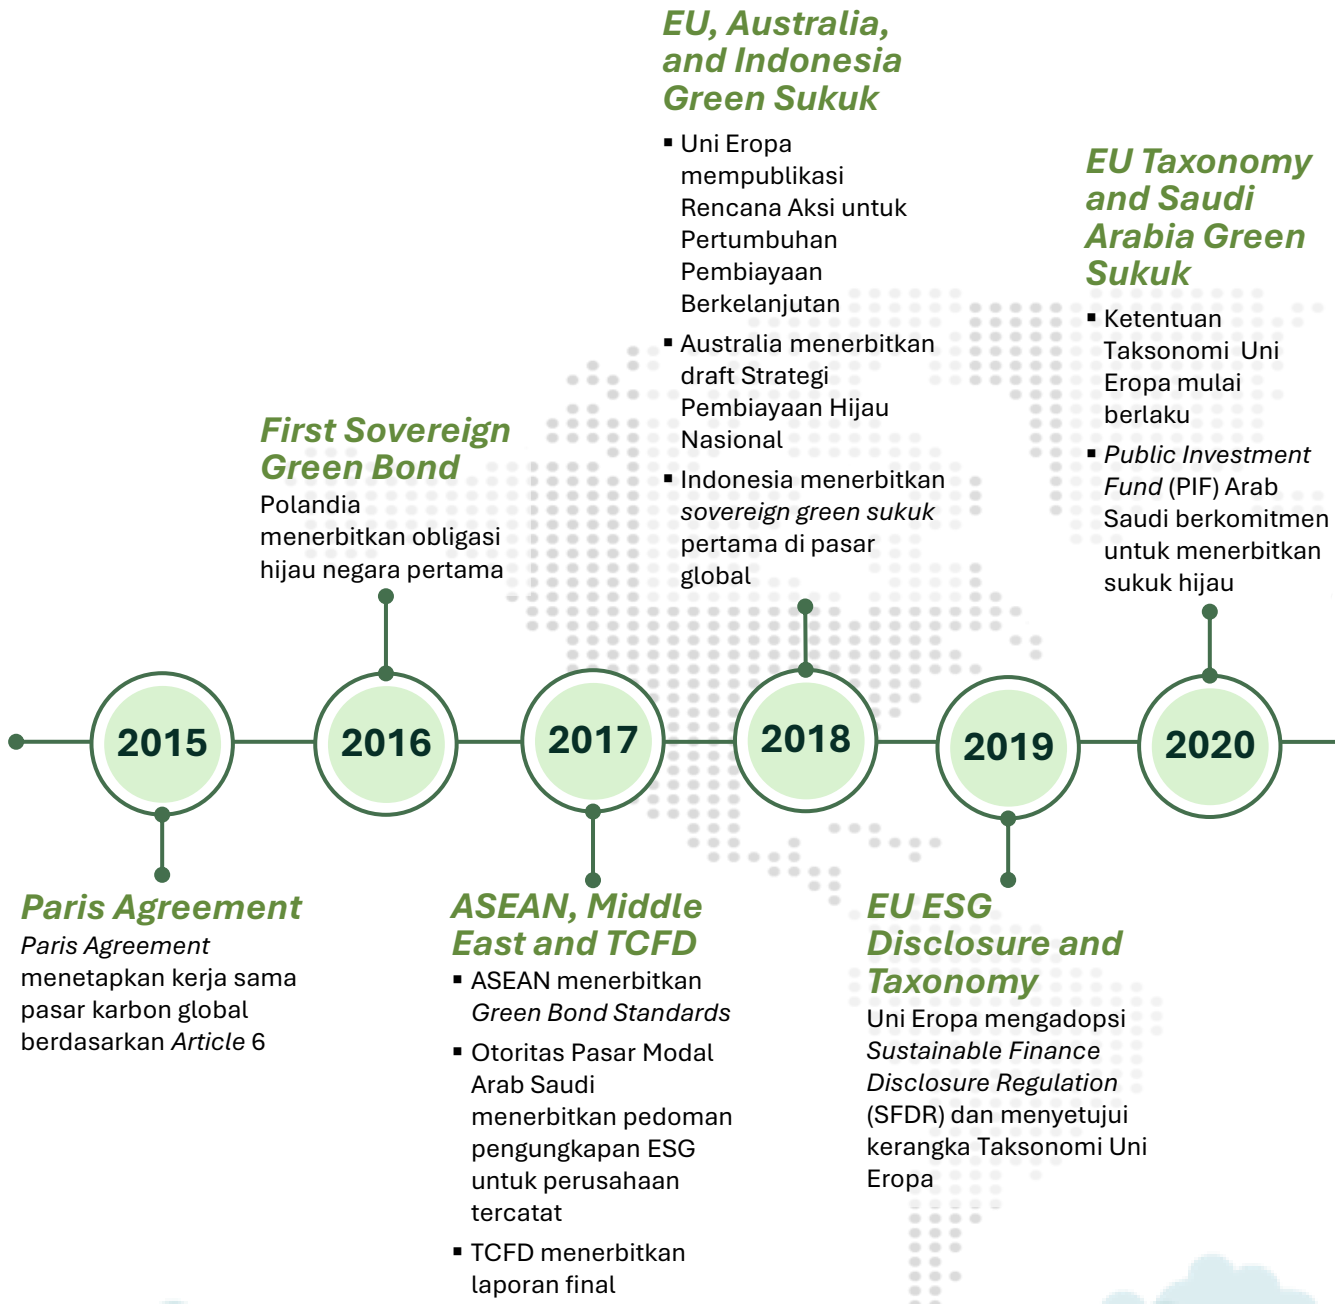 2015
Paris Agreement
Paris Agreement
menetapkan kerja sama
pasar karbon global
berdasarkan Article 6
First Sovereign
Green Bond
Polandia
menerbitkan obligasi
hijau negara pertama
2016
2017
ASEAN, Middle
East and TCFD
▪ ASEAN menerbitkan
Green Bond Standards
▪ Otoritas Pasar Modal
Arab Saudi
menerbitkan pedoman
pengungkapan ESG
untuk perusahaan
tercatat
▪ TCFD menerbitkan
laporan final
EU, Australia,
and Indonesia
Green Sukuk
▪ Uni Eropa
mempublikasi
Rencana Aksi untuk
Pertumbuhan
Pembiayaan
Berkelanjutan
▪ Australia menerbitkan
draft Strategi
Pembiayaan Hijau
Nasional
▪ Indonesia menerbitkan
sovereign green sukuk
pertama di pasar
global
2018
2019
EU ESG
Disclosure and
Taxonomy
Uni Eropa mengadopsi
Sustainable Finance
Disclosure Regulation
(SFDR) dan menyetujui
kerangka Taksonomi Uni
Eropa
EU Taxonomy
and Saudi
Arabia Green
Sukuk
▪ Ketentuan
Taksonomi Uni
Eropa mulai
berlaku
▪ Public Investment
Fund (PIF) Arab
Saudi berkomitmen
untuk menerbitkan
sukuk hijau
2020